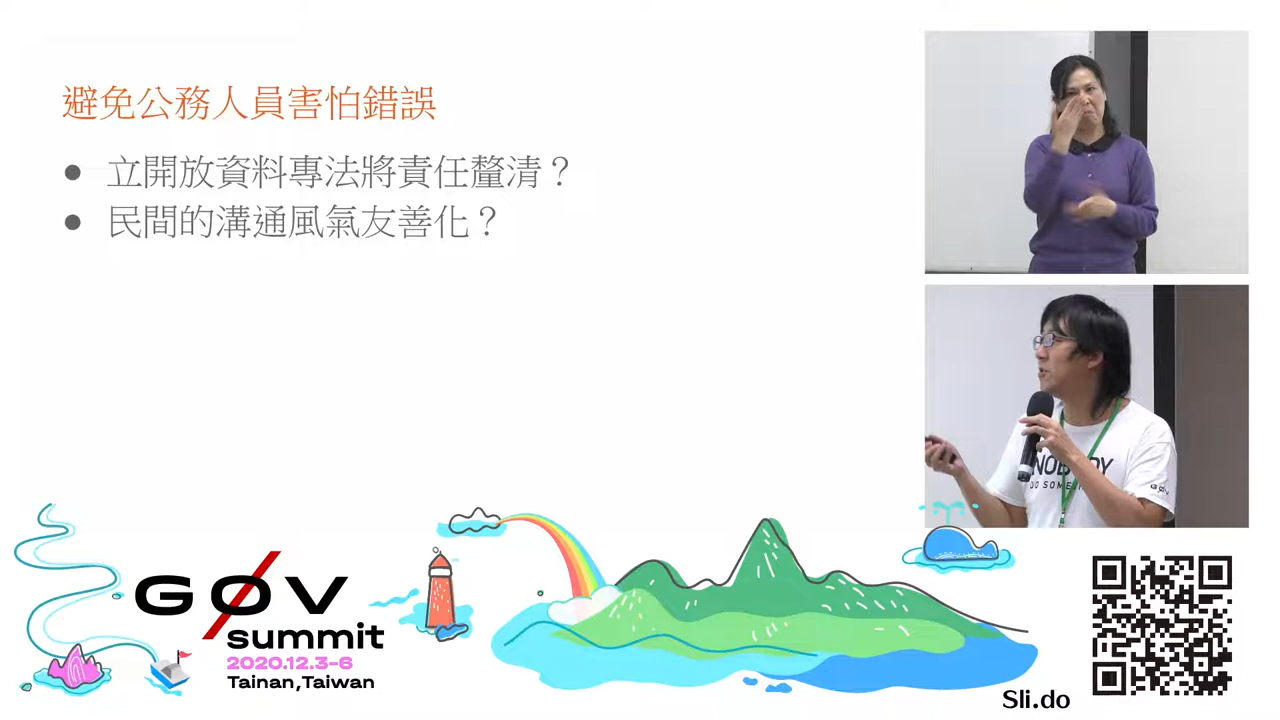 避免公務人員害怕錯誤
● 立開放資料專法將責任釐清？
● 民間的溝通風氣友善化？
GØV
summit
2020.12.3-6
Tainan,Taiwan
Sli.do